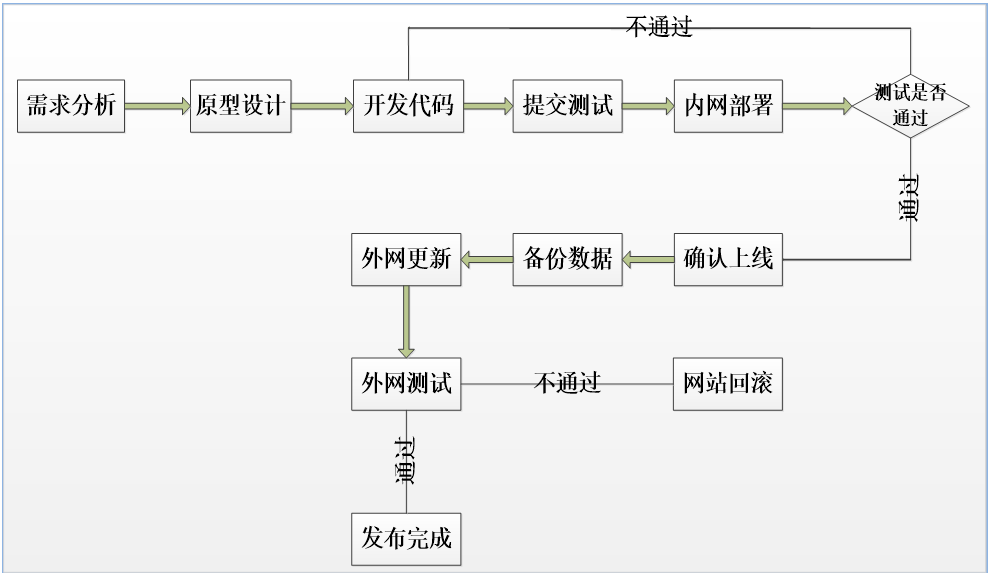 不通过
需求分析
原型设计
开发代码
提交测试
内网部署
测试是否
通过
通过
外网更新
备份数据
确认上线
外网测试
不通过
网站回滚
通过
发布完成